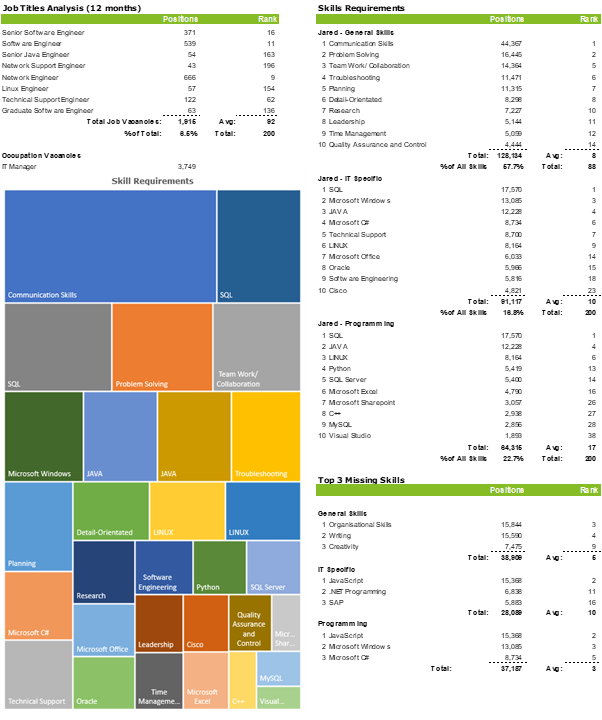 Job Titles Analysis (12 months)
Positions Rank
Senior Software Engineer 371 16
Software Engineer 539 11
Senior Java Engineer 54 163
Network Support Engineer 43 196
Network Engineer 666 9
Linux Engineer 57 154
Technical Support Engineer 122 62
Graduate Software Engineer 63 136
Total Job Vacancies: 1,915 Avg: 92
% of Total: 6.5% Total: 200
Occupation Vacancies
IT Manager 3,749
Skill Requirements
Communication Skills
SQL
SQL
Problem Solving
Team Work/
Collaboration
Microsoft Windows
JAVA
JAVA
Troubleshooting
Planning
Detail-Orientated
LINUX
LINUX
Microsoft C#
Research
Software
Engineering
Python
SQL Server
Microsoft Office
Leadership
Cisco
Quality
Assurance
and
Control
Micr...
Shar...
Technical Support
Oracle
Time
Manageme...
Microsoft
Excel
C++
MySQL
Visual...
Skills Requirements
Positions Rank
Jared - General Skills
1 Communication Skills 44,367 1
2 Problem Solving 16,445 2
3 Team Work/ Collaboration 14,364 5
4 Troubleshooting 11,471 6
5 Planning 11,315 7
6 Detail-Orientated 8,298 8
7 Research 7,227 10
8 Leadership 5,144 11
9 Time Management 5,059 12
10 Quality Assurance and Control 4,444 14
Total: 128,134 Avg: 8
% of All Skills 57.7% Total: 88
Jared - IT Specific
1 SQL 17,570 1
2 Microsoft Windows 13,085 3
3 JAVA 12,228 4
4 Microsoft C# 8,734 6
5 Technical Support 8,700 7
6 LINUX 8,164 9
7 Microsoft Office 6,033 14
8 Oracle 5,966 15
9 Software Engineering 5,816 18
10 Cisco 4,821 23
Total: 91,117 Avg: 10
% of All Skills 16.8% Total: 200
Jared - Programming
1 SQL 17,570 1
2 JAVA 12,228 4
3 LINUX 8,164 6
4 Python 5,419 13
5 SQL Server 5,400 14
6 Microsoft Excel 4,790 16
7 Microsoft Sharepoint 3,057 26
8 C++ 2,938 27
9 MySQL 2,856 28
10 Visual Studio 1,893 38
Total: 64,315 Avg: 17
% of All Skills 22.7% Total: 200
Top 3 Missing Skills
Positions Rank
General Skills
1 Organisational Skills 15,844 3
2 Writing 15,590 4
3 Creativity 7,475 9
Total: 38,909 Avg: 5
IT Specific
1 JavaScript 15,368 2
2 .NET Programming 6,838 11
3 SAP 5,883 16
Total: 28,089 Avg: 10
Programming
1 JavaScript 15,368 2
2 Microsoft Windows 13,085 3
3 Microsoft C# 8,734 5
Total: 37,187 Avg: 3